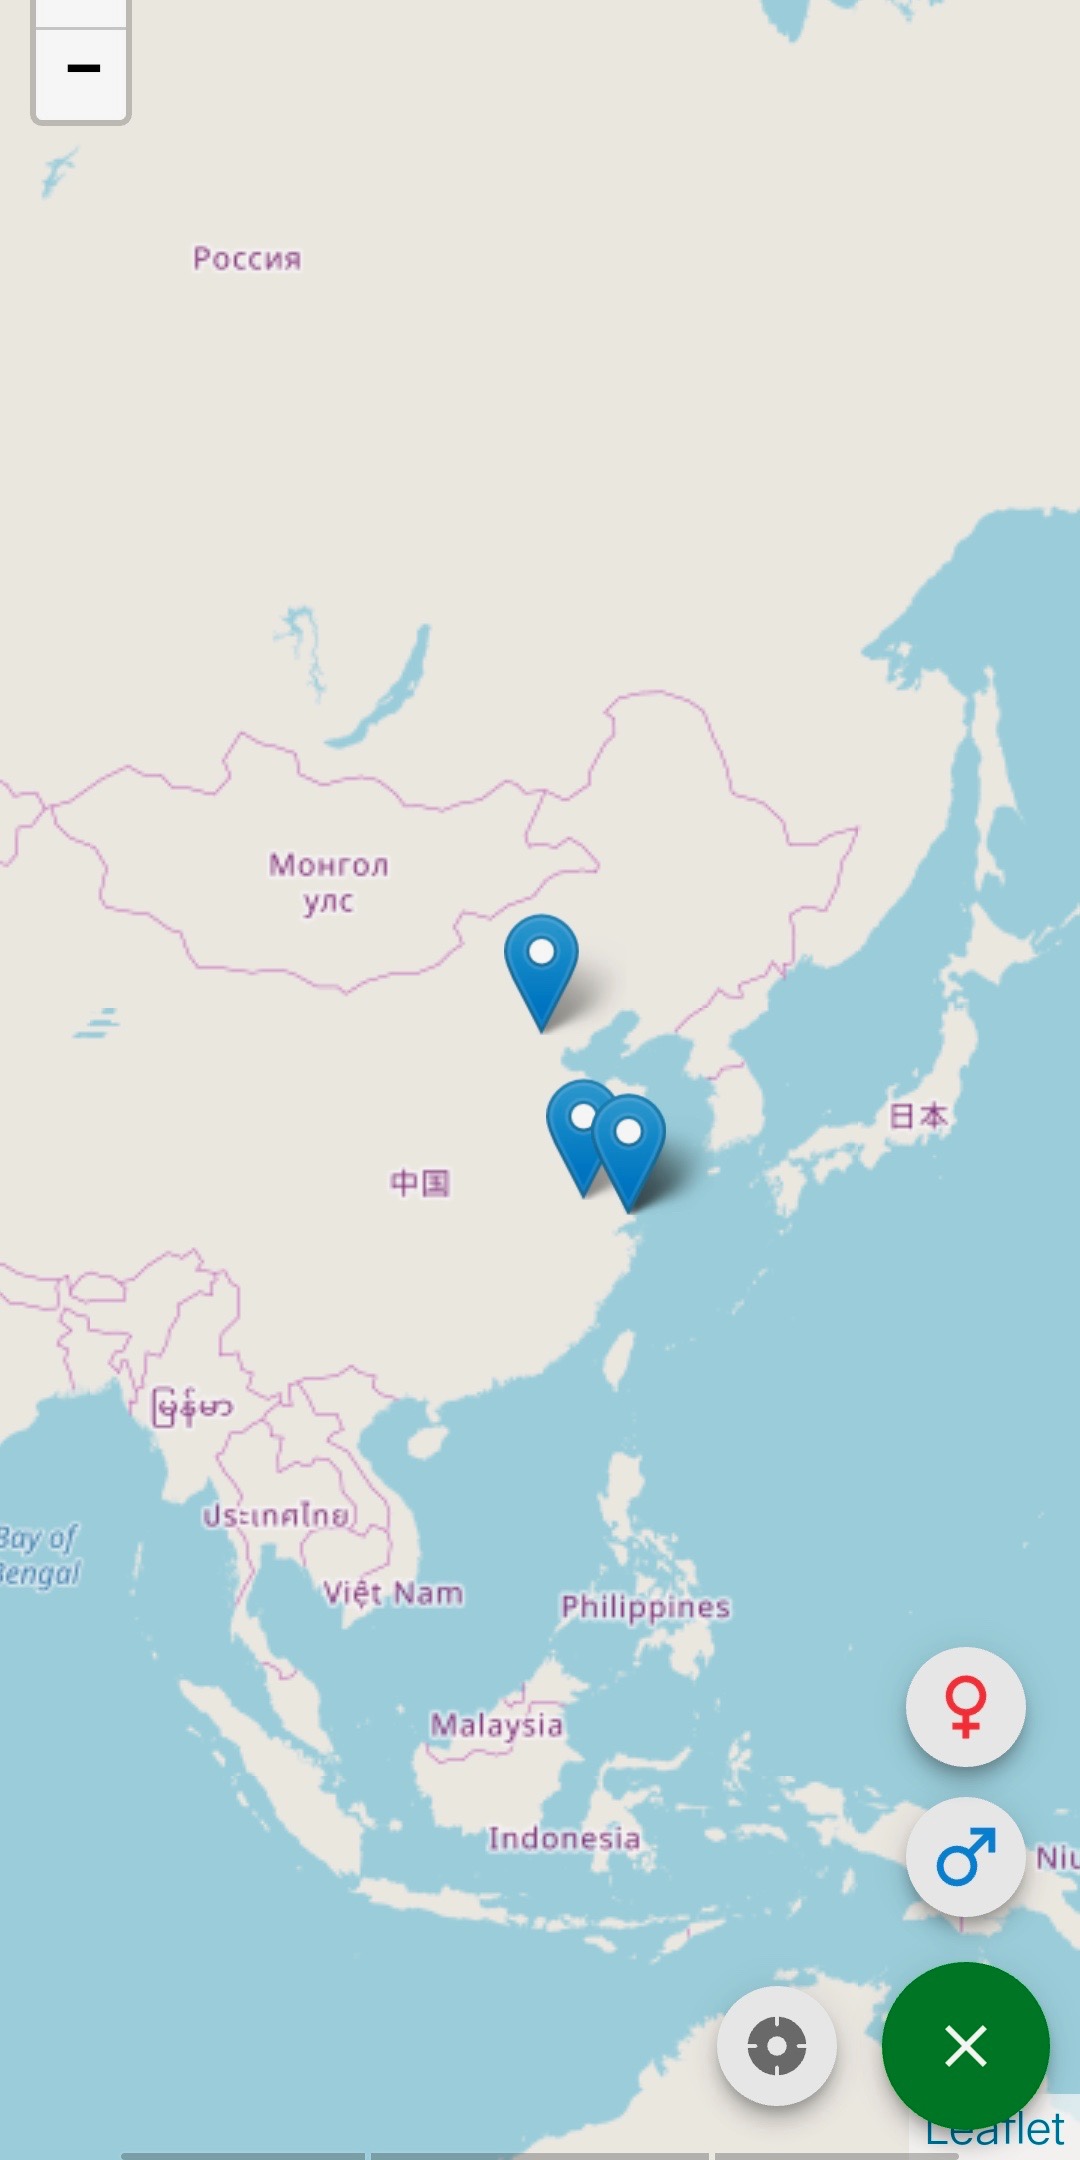 −
Россия
Монгол
улс
日本
中国
မြန်မာ
ประเทศไทย
Bay of
Bengal
Việt Nam
Philippines
Malaysia
Indonesia
Leaflet